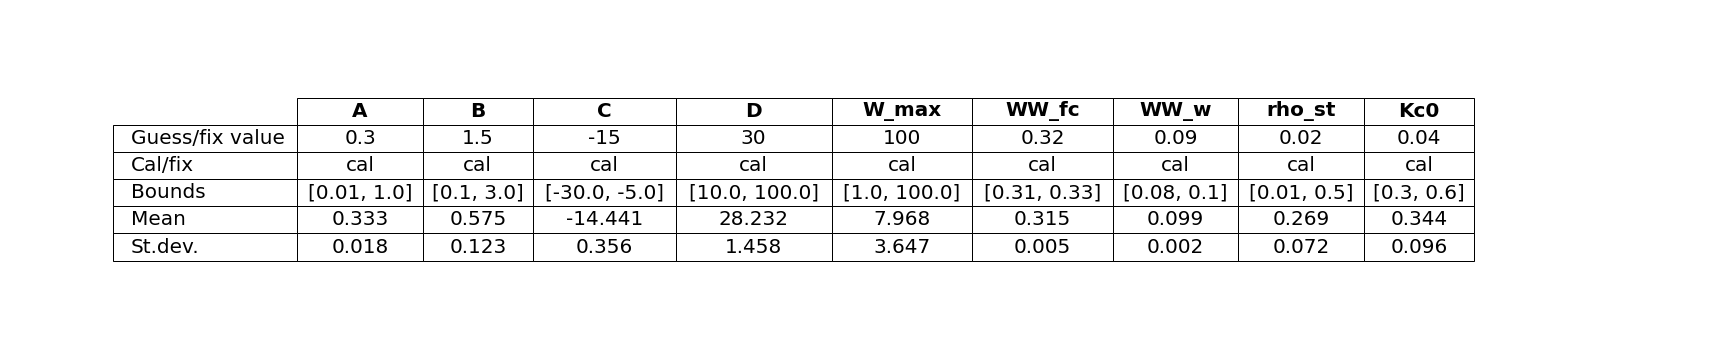 A B C D W_max WW_fc WW_w rho_st Kc0
Guess/fix value 0.3 1.5 -15 30 100 0.32 0.09 0.02 0.04
Cal/fix cal cal cal cal cal cal cal cal cal
Bounds [0.01, 1.0] [0.1, 3.0] [-30.0, -5.0] [10.0, 100.0] [1.0, 100.0] [0.31, 0.33] [0.08, 0.1] [0.01, 0.5] [0.3, 0.6]
Mean 0.333 0.575 -14.441 28.232 7.968 0.315 0.099 0.269 0.344
St.dev. 0.018 0.123 0.356 1.458 3.647 0.005 0.002 0.072 0.096